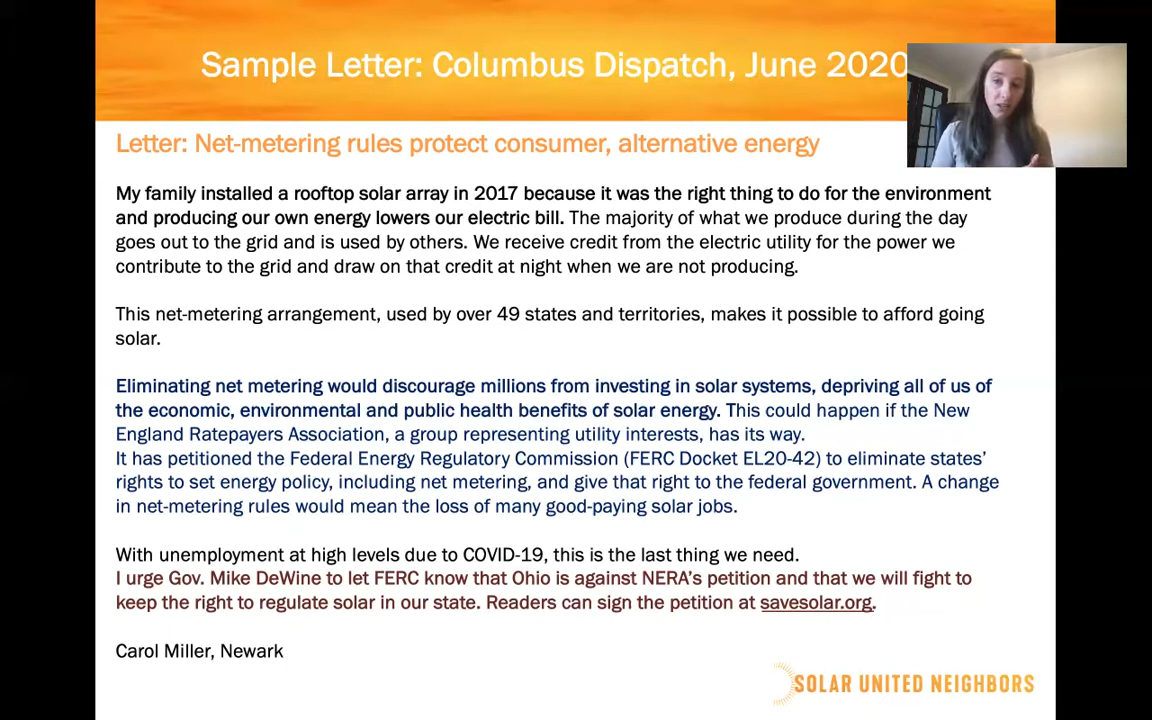 Sample Letter: Columbus Dispatch, June 2020
Letter: Net-metering rules protect consumer, alternative energy
My family installed a rooftop solar array in 2017 because it was the right thing to do for the environment
and producing our own energy lowers our electric bill. The majority of what we produce during the day
goes out to the grid and is used by others. We receive credit from the electric utility for the power we
contribute to the grid and draw on that credit at night when we are not producing.
This net-metering arrangement, used by over 49 states and territories, makes it possible to afford going
solar.
Eliminating net metering would discourage millions from investing in solar systems, depriving all of us of
the economic, environmental and public health benefits of solar energy. This could happen if the New
England Ratepayers Association, a group representing utility interests, has its way.
It has petitioned the Federal Energy Regulatory Commission (FERC Docket EL20-42) to eliminate states’
rights to set energy policy, including net metering, and give that right to the federal government. A change
in net-metering rules would mean the loss of many good-paying solar jobs.
With unemployment at high levels due to COVID-19, this is the last thing we need.
I urge Gov. Mike DeWine to let FERC know that Ohio is against NERA’s petition and that we will fight to
keep the right to regulate solar in our state. Readers can sign the petition at savesolar.org.
Carol Miller, Newark
SOLAR UNITED NEIGHBORS